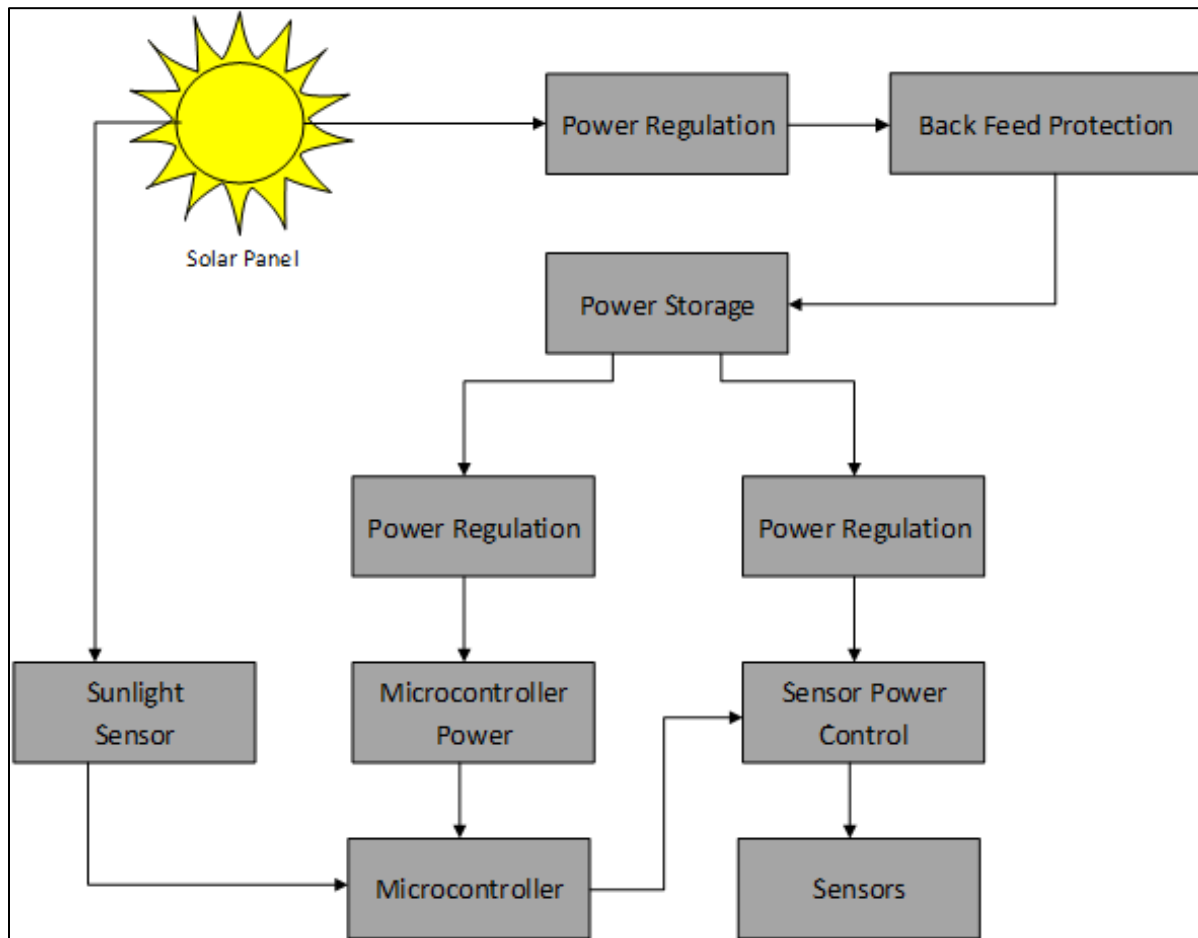 Power Regulation
Back Feed Protection
Solar Panel
Power Storage
Power Regulation
Power Regulation
Sunlight
Sensor
Microcontroller
Power
Sensor Power
Control
Microcontroller
Sensors